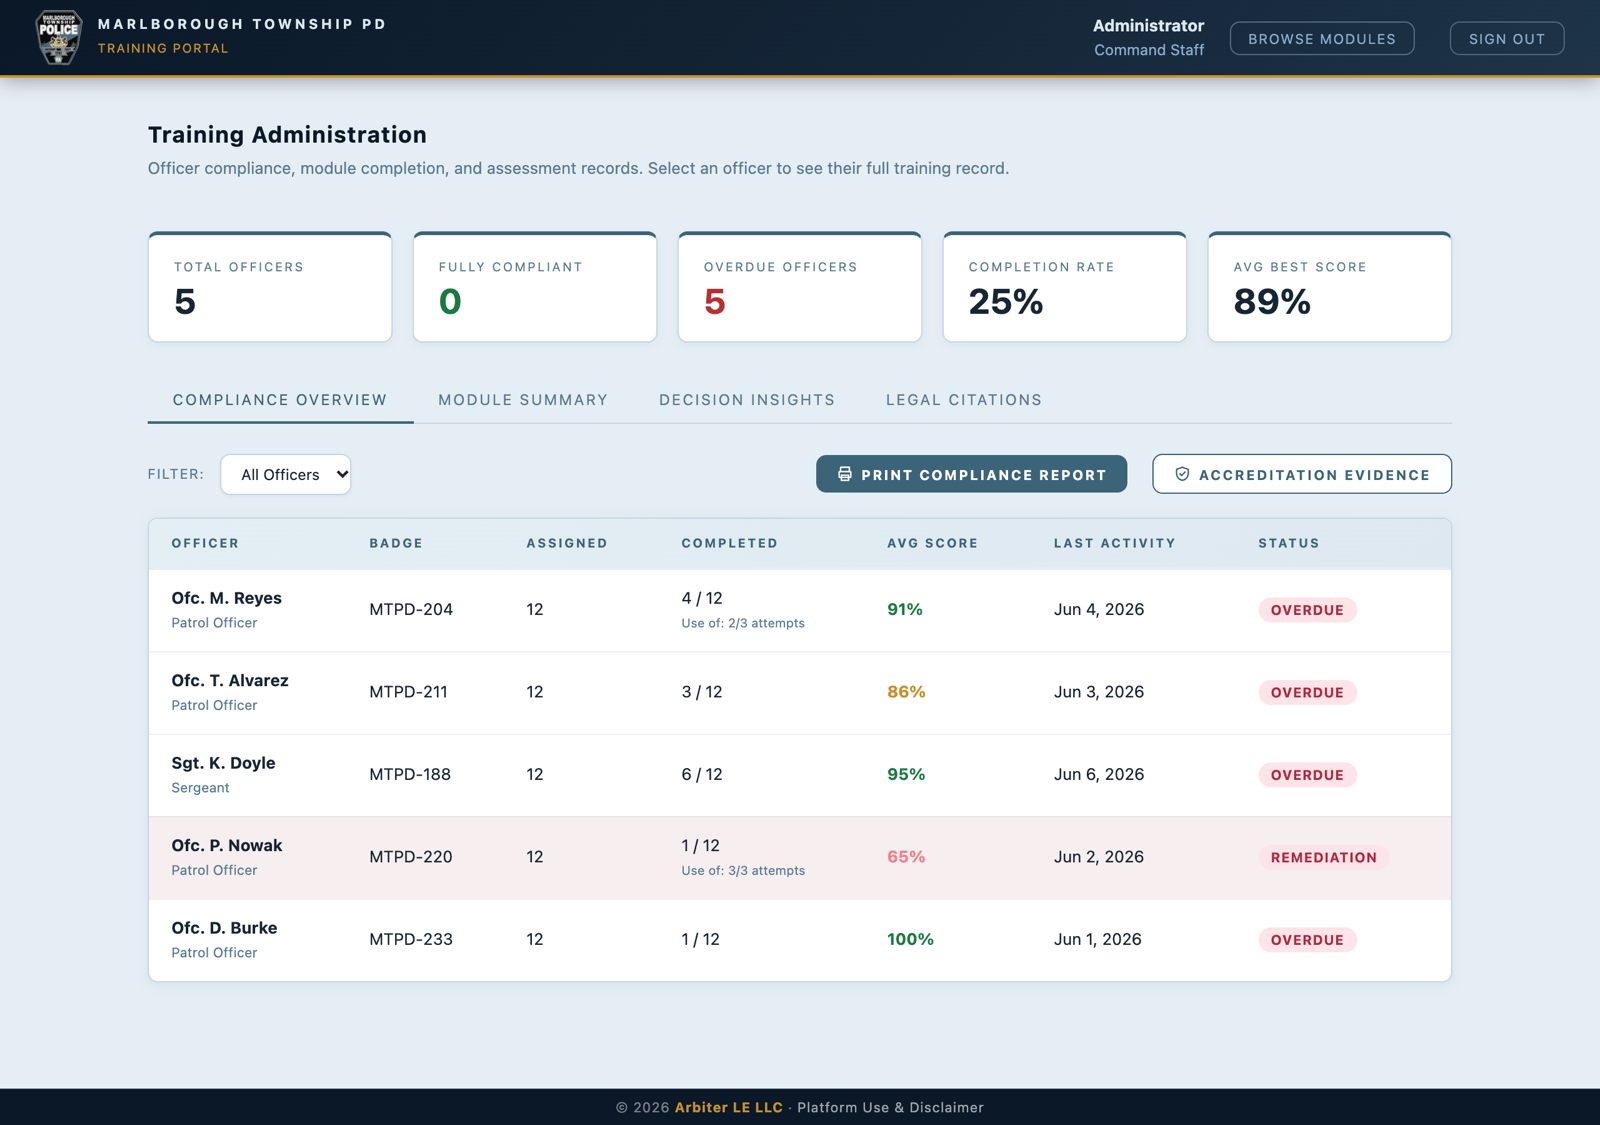 MARLBOROUGH
TOWNSHIP
POLICE
MARLBOROUGH TOWNSHIP PD
TRAINING PORTAL
Administrator
Command Staff
BROWSE MODULES
SIGN OUT
Training Administration
Officer compliance, module completion, and assessment records. Select an officer to see their full training record.
TOTAL OFFICERS
5
FULLY COMPLIANT
0
OVERDUE OFFICERS
5
COMPLETION RATE
25%
AVG BEST SCORE
89%
COMPLIANCE OVERVIEW MODULE SUMMARY DECISION INSIGHTS LEGAL CITATIONS
FILTER: All Officers PRINT COMPLIANCE REPORT ACCREDITATION EVIDENCE
OFFICER BADGE ASSIGNED COMPLETED AVG SCORE LAST ACTIVITY STATUS
Ofc. M. Reyes
Patrol Officer
MTPD-204 12
4 / 12
Use of: 2/3 attempts
91% Jun 4, 2026 OVERDUE
Ofc. T. Alvarez
Patrol Officer
MTPD-211 12 3 / 12 86% Jun 3, 2026 OVERDUE
Sgt. K. Doyle
Sergeant
MTPD-188 12 6 / 12 95% Jun 6, 2026 OVERDUE
Ofc. P. Nowak
Patrol Officer
MTPD-220 12
1 / 12
Use of: 3/3 attempts
65% Jun 2, 2026 REMEDIATION
Ofc. D. Burke
Patrol Officer
MTPD-233 12 1 / 12 100% Jun 1, 2026 OVERDUE
© 2026 Arbiter LE LLC · Platform Use & Disclaimer